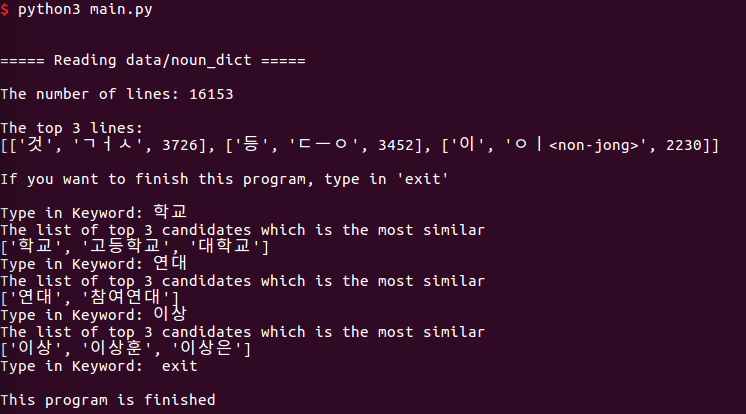 $ python3 main.py
===== Reading data/noun_dict =====
The number of lines: 16153
The top 3 lines:
[['것', 'ㄱㅓㅅ', 3726], ['등', 'ㄷㅡㅇ', 3452], ['이', 'ㅇㅣ<non-jong>', 2230]]
If you want to finish this program, type in 'exit'
Type in Keyword: 학교
The list of top 3 candidates which is the most similar
['학교', '고등학교', '대학교']
Type in Keyword: 연대
The list of top 3 candidates which is the most similar
['연대', '참여연대']
Type in Keyword: 이상
The list of top 3 candidates which is the most similar
['이상', '이상훈', '이상은']
Type in Keyword:  exit
This program is finished